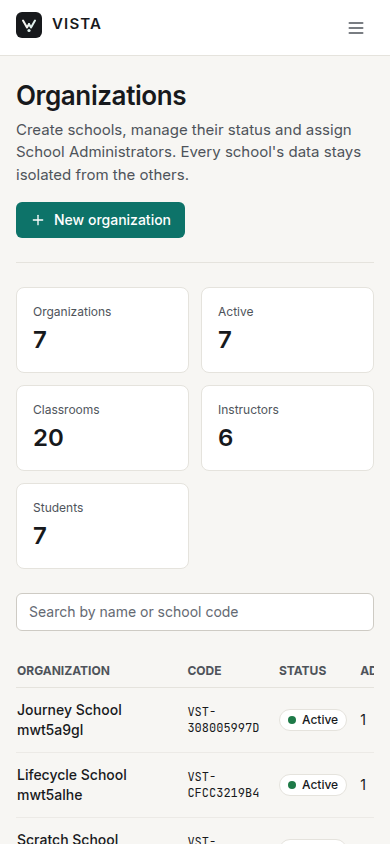 VISTA
Organizations
Create schools, manage their status and assign
School Administrators. Every school's data stays
isolated from the others.
New organization
Organizations
7
Active
7
Classrooms
20
Instructors
6
Students
7
Search by name or school code
ORGANIZATION CODE STATUS
Journey School
mwt5a9gl
VST-
308005997D
Active
1
Lifecycle School
mwt5alhe
VST-
CFCC3219B4
Active
1
Scratch School
VST-